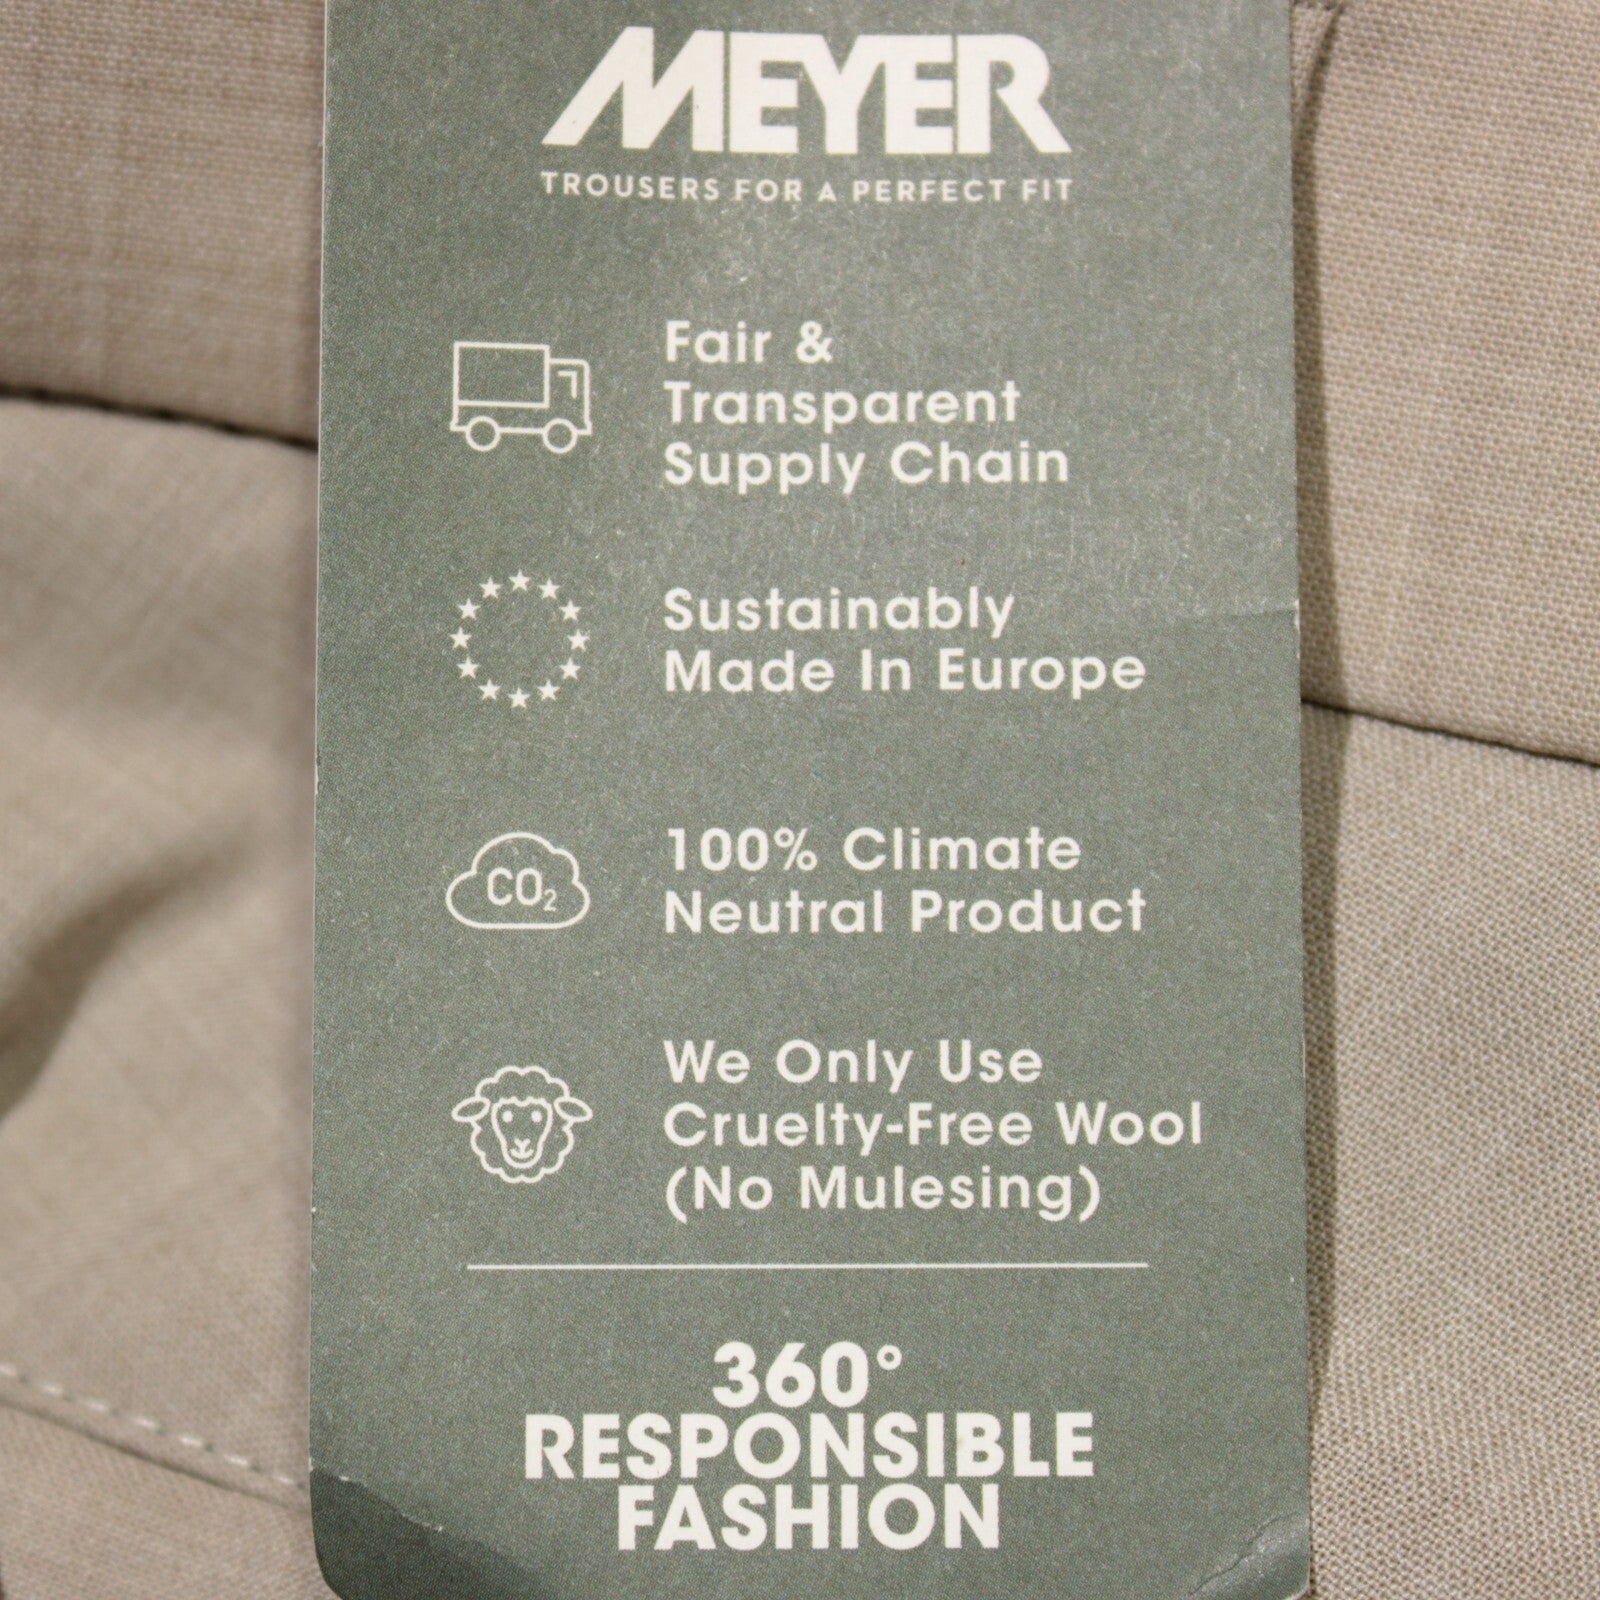 MEYER
TROUSERS FOR A PERFECT FIT
Fair &
Transparent
Supply Chain
Sustainably
Made In Europe
CO₂
100% Climate
Neutral Product
We Only Use
Cruelty-Free Wool
(No Mulesing)
360°
RESPONSIBLE
FASHION